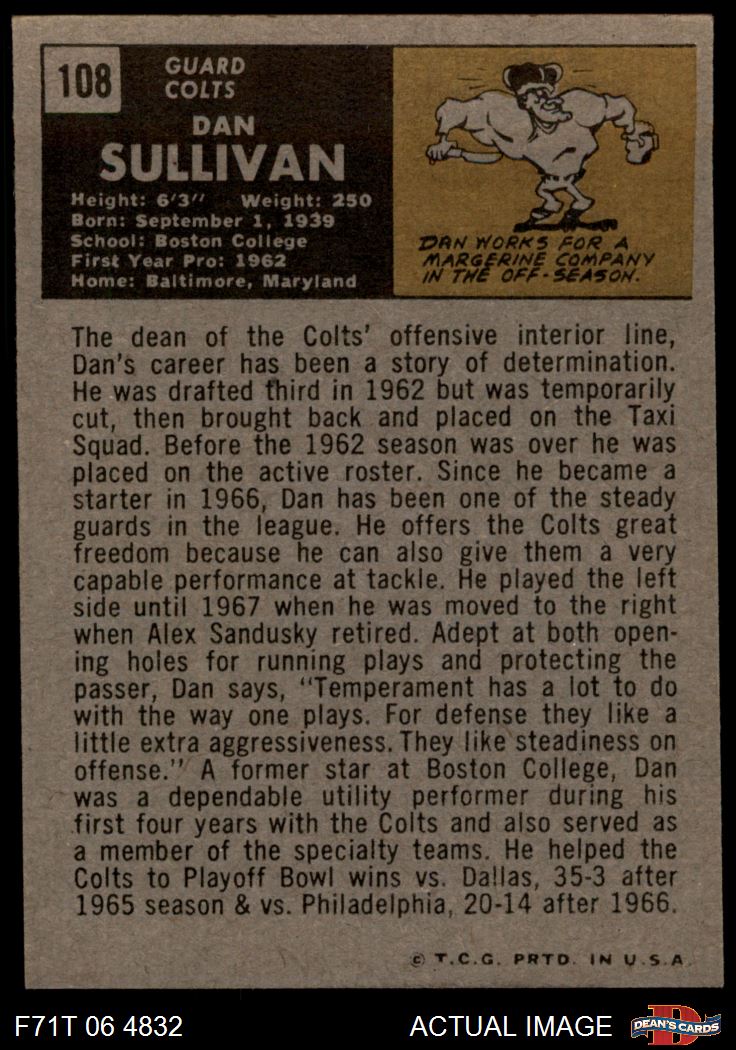 108
GUARD
COLTS
DAN
SULLIVAN
Height: 6'3" Weight: 250
Born: September 1, 1939
School: Boston College
First Year Pro: 1962
Home: Baltimore, Maryland
DAN WORKS FOR A
MARGERINE COMPANY
IN THE OFF-SEASON.
The dean of the Colts' offensive interior line,
Dan's career has been a story of determination.
He was drafted third in 1962 but was temporarily
cut, then brought back and placed on the Taxi
Squad. Before the 1962 season was over he was
placed on the active roster. Since he became a
starter in 1966, Dan has been one of the steady
guards in the league. He offers the Colts great
freedom because he can also give them a very
capable performance at tackle. He played the left
side until 1967 when he was moved to the right
when Alex Sandusky retired. Adept at both open-
ing holes for running plays and protecting the
passer, Dan says, "Temperament has a lot to do
with the way one plays. For defense they like a
little extra aggressiveness. They like steadiness on
offense." A former star at Boston College, Dan
was a dependable utility performer during his
first four years with the Colts and also served as
a member of the specialty teams. He helped the
Colts to Playoff Bowl wins vs. Dallas, 35-3 after
1965 season & vs. Philadelphia, 20-14 after 1966.
© T.C.G. PRTD. IN U.S.A.
F71T 06 4832
ACTUAL IMAGE
DEAN'S CARDS